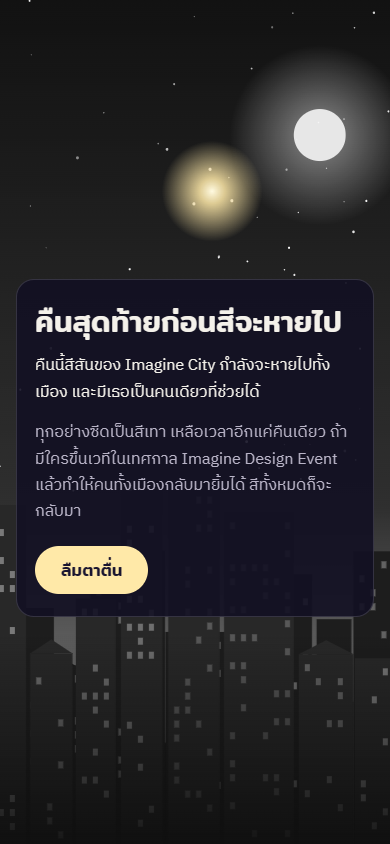 คืนสุดท้ายก่อนสีจะหายไป
คืนนี้สีสันของ Imagine City กำลังจะหายไปทั้ง
เมือง และมีเธอเป็นคนเดียวที่ช่วยได้
ทุกอย่างซีดเป็นสีเทา เหลือเวลาอีกแค่คืนเดียว ถ้า
มีใครขึ้นเวทีในเทศกาล Imagine Design Event
แล้วทำให้คนทั้งเมืองกลับมายิ้มได้ สีทั้งหมดก็จะ
กลับมา
ลืมตาตื่น